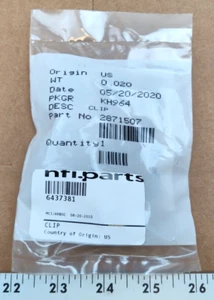 Origin US
WT 0.020
Date 05/20/2020
PKGR KH964
DESC CLIP
Part No 2871507
Quantity 1
nfi.parts
6437381
CLIP
Country of Origin: US
22 23 24 25 26